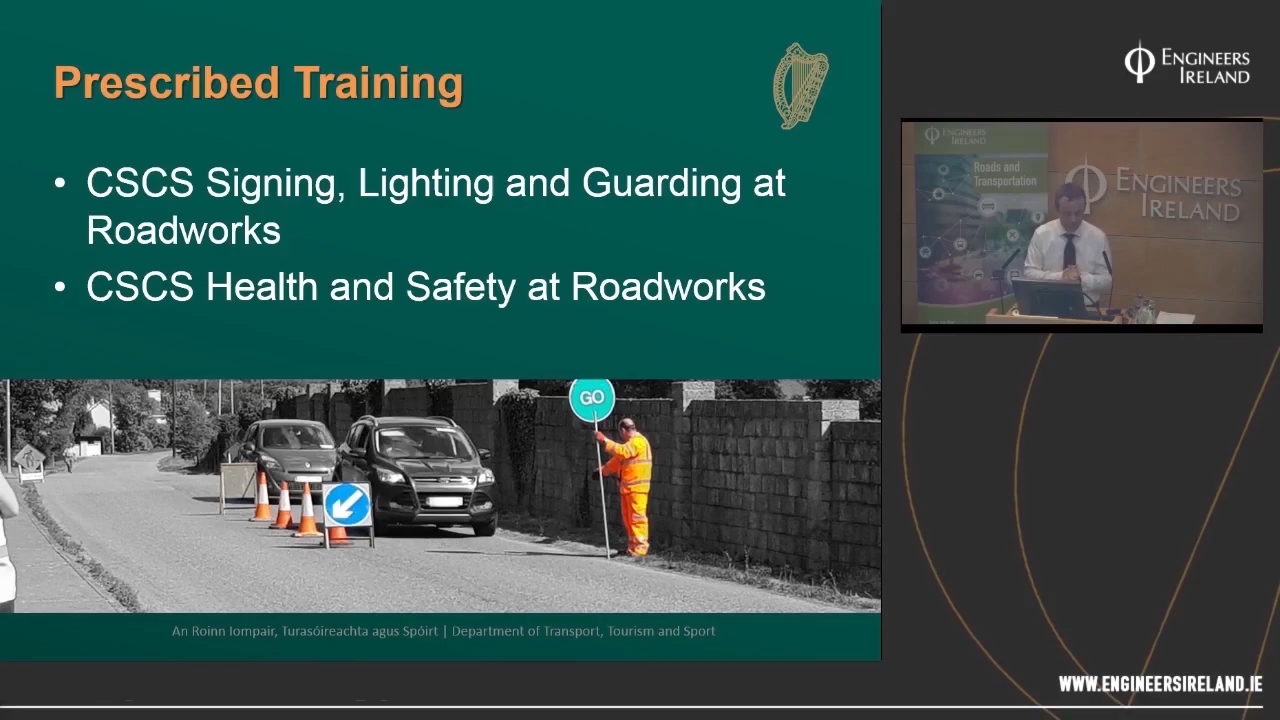 Prescribed Training
• CSCS Signing, Lighting and Guarding at
Roadworks
• CSCS Health and Safety at Roadworks
GO
An Roinn Iompair, Turasóireachta agus Spóirt | Department of Transport, Tourism and Sport
ENGINEERS
IRELAND
ENGINEERS
IRELAND
Roads and
Transportation
ENGINEERS
IRELAND
WWW.ENGINEERSIRELAND.IE